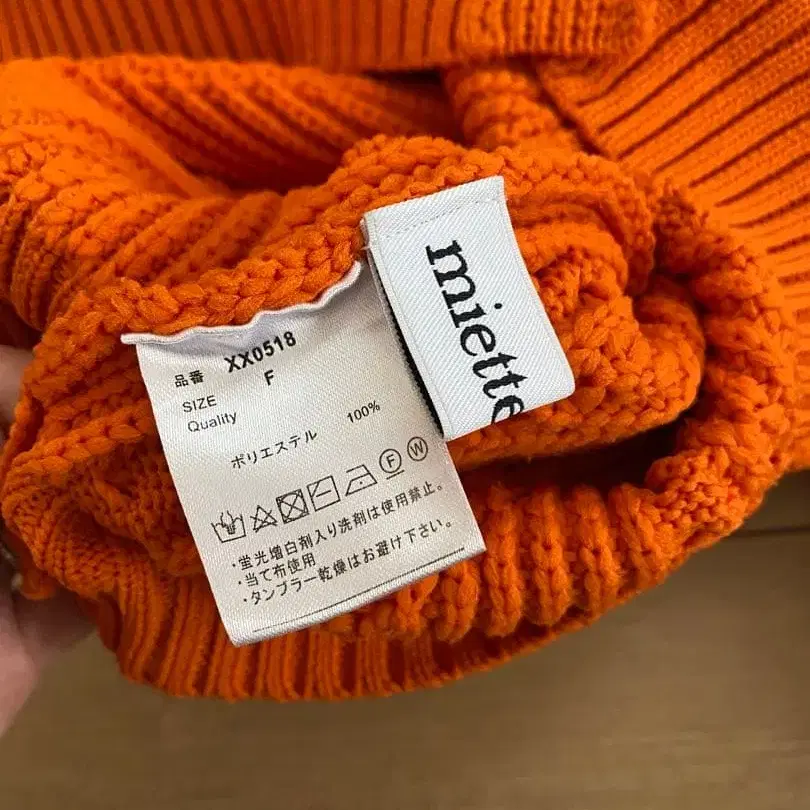 miette
品番 XX0518
SIZE F
Quality
ポリエステル 100%
F W
・蛍光増白剤入り洗剤は使用禁止。
・当て布使用
・タンブラー乾燥はお避け下さい。